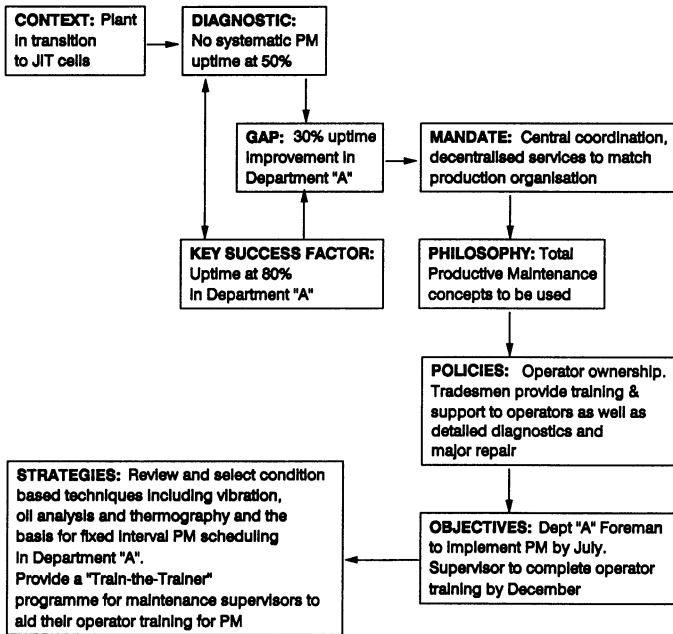 CONTEXT: Plant
in transition
to JIT cells
DIAGNOSTIC:
No systematic PM
uptime at 50%
GAP: 30% uptime
improvement in
Department "A"
MANDATE: Central coordination,
decentralised services to match
production organisation
KEY SUCCESS FACTOR:
Uptime at 80%
in Department "A"
PHILOSOPHY: Total
Productive Maintenance
concepts to be used
POLICIES: Operator ownership.
Tradesmen provide training &
support to operators as well as
detailed diagnostics and
major repair
STRATEGIES: Review and select condition
based techniques including vibration,
oil analysis and thermography and the
basis for fixed interval PM scheduling
in Department "A".
Provide a "Train-the-Trainer"
programme for maintenance supervisors to
aid their operator training for PM
OBJECTIVES: Dept "A" Foreman
to implement PM by July.
Supervisor to complete operator
training by December